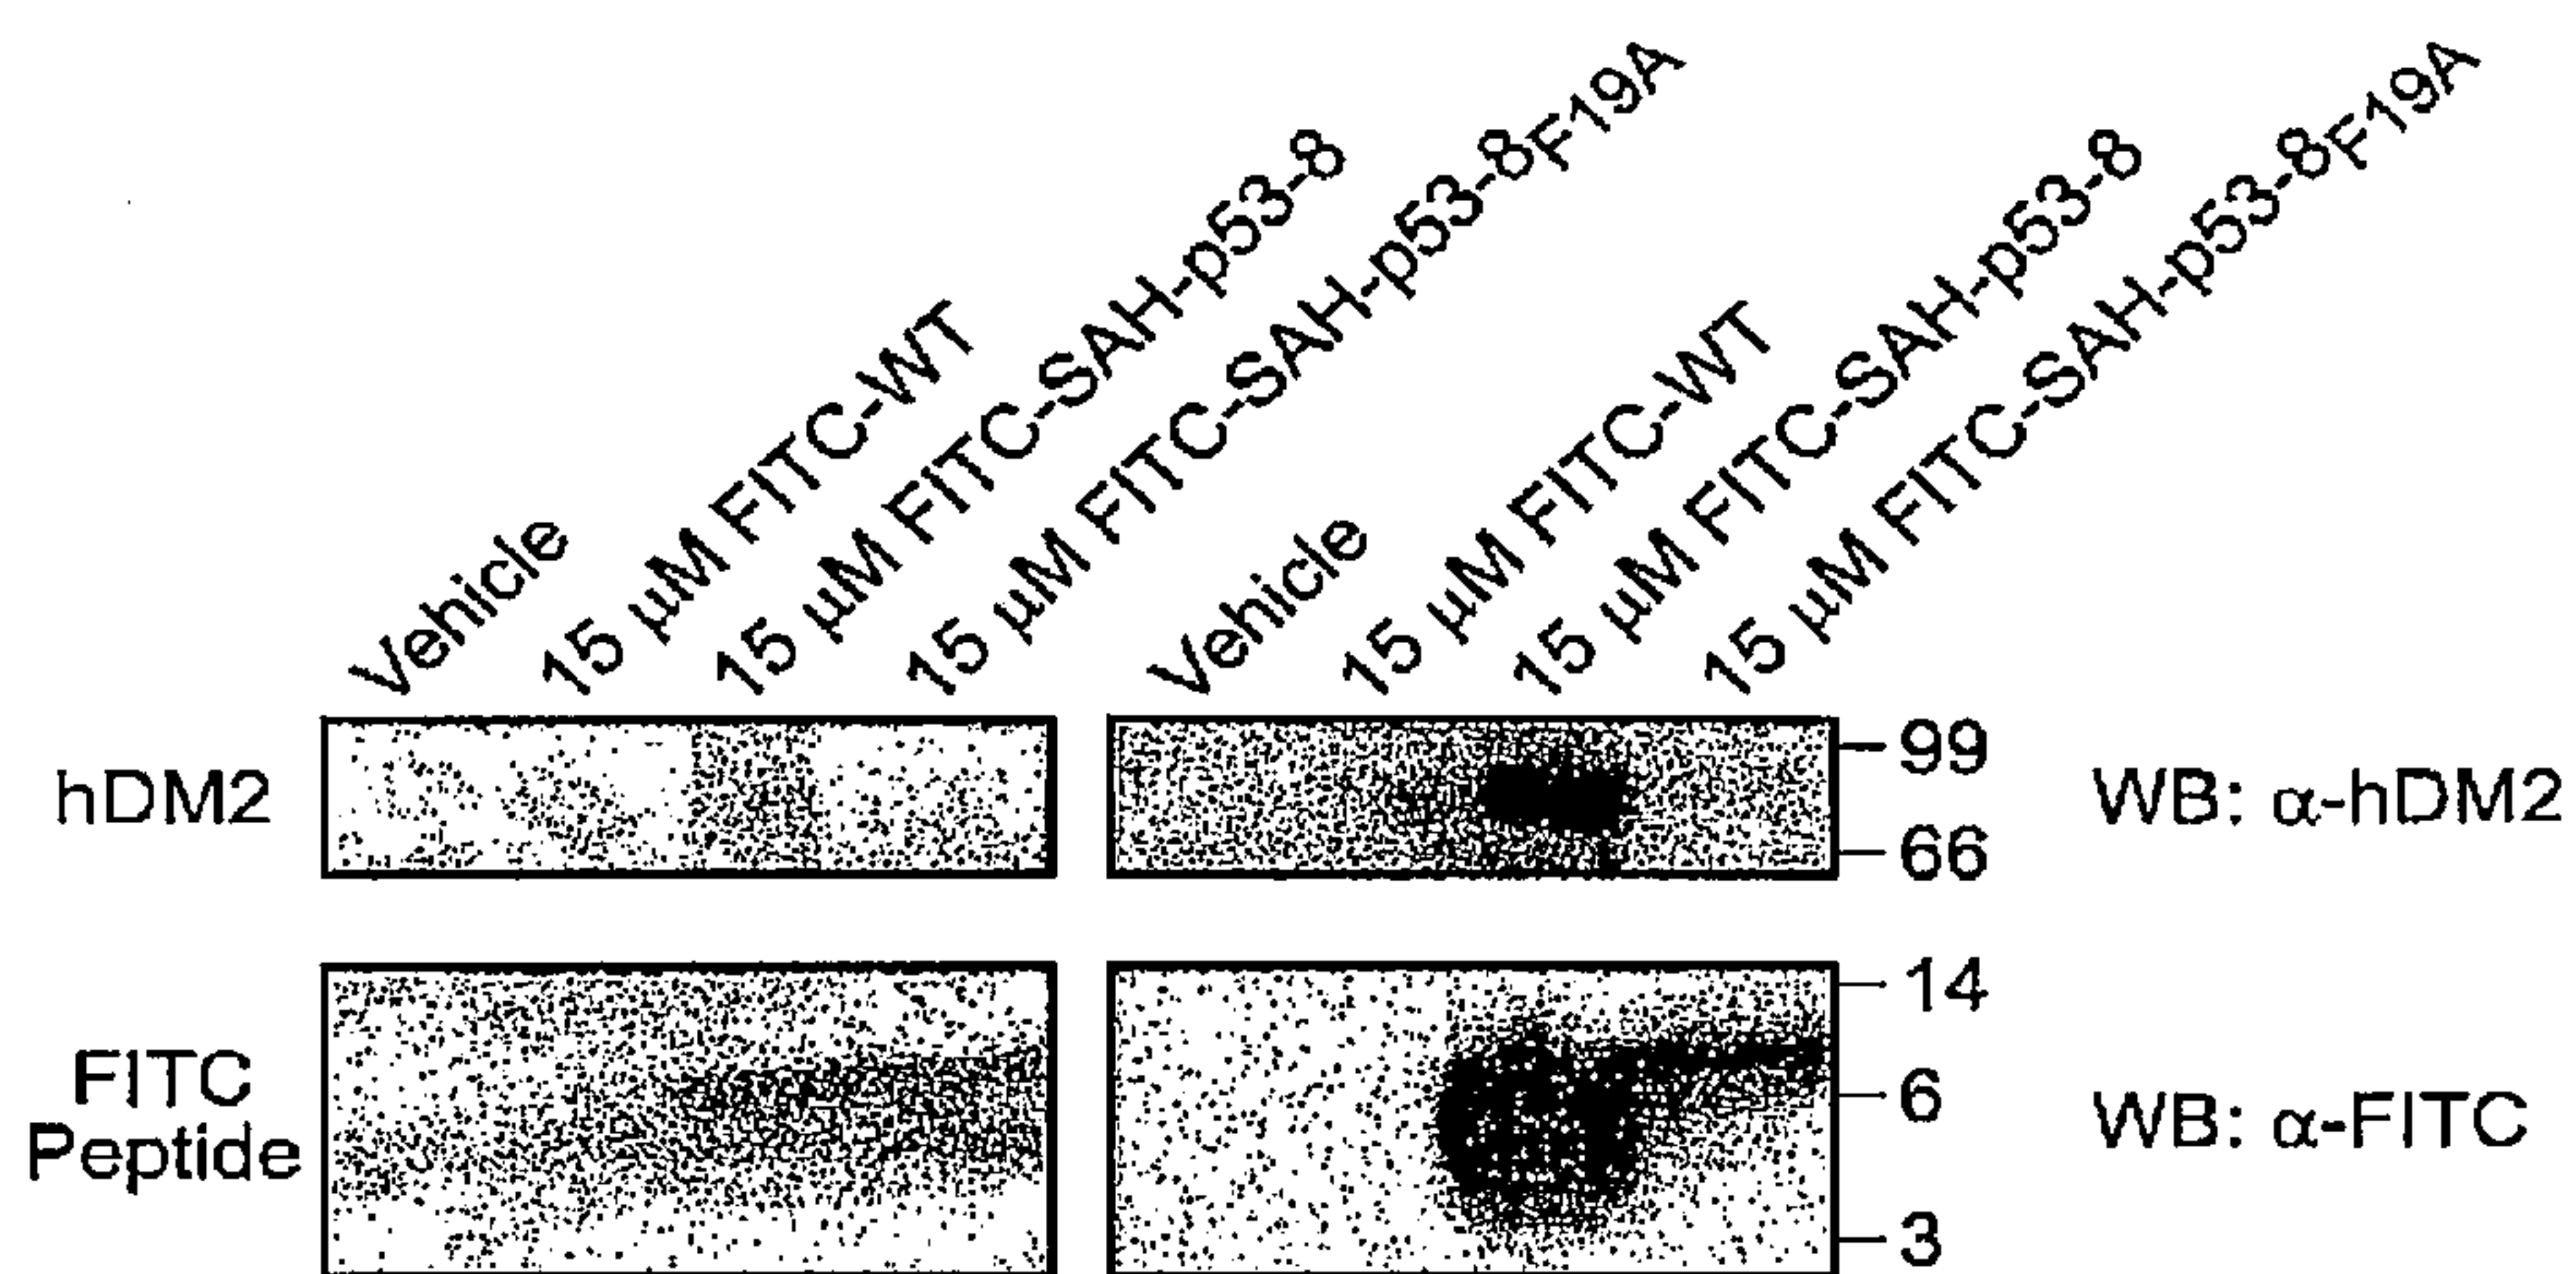 Vehicle
15 μM FITC-WT
15 μM FITC-SAH-p53-8
15 μM FITC-SAH-p53-8F19A
Vehicle
15 μM FITC-WT
15 μM FITC-SAH-p53-8
15 μM FITC-SAH-p53-8F19A
hDM2
99
66
WB: α-hDM2
FITC
Peptide
14
6
3
WB: α-FITC